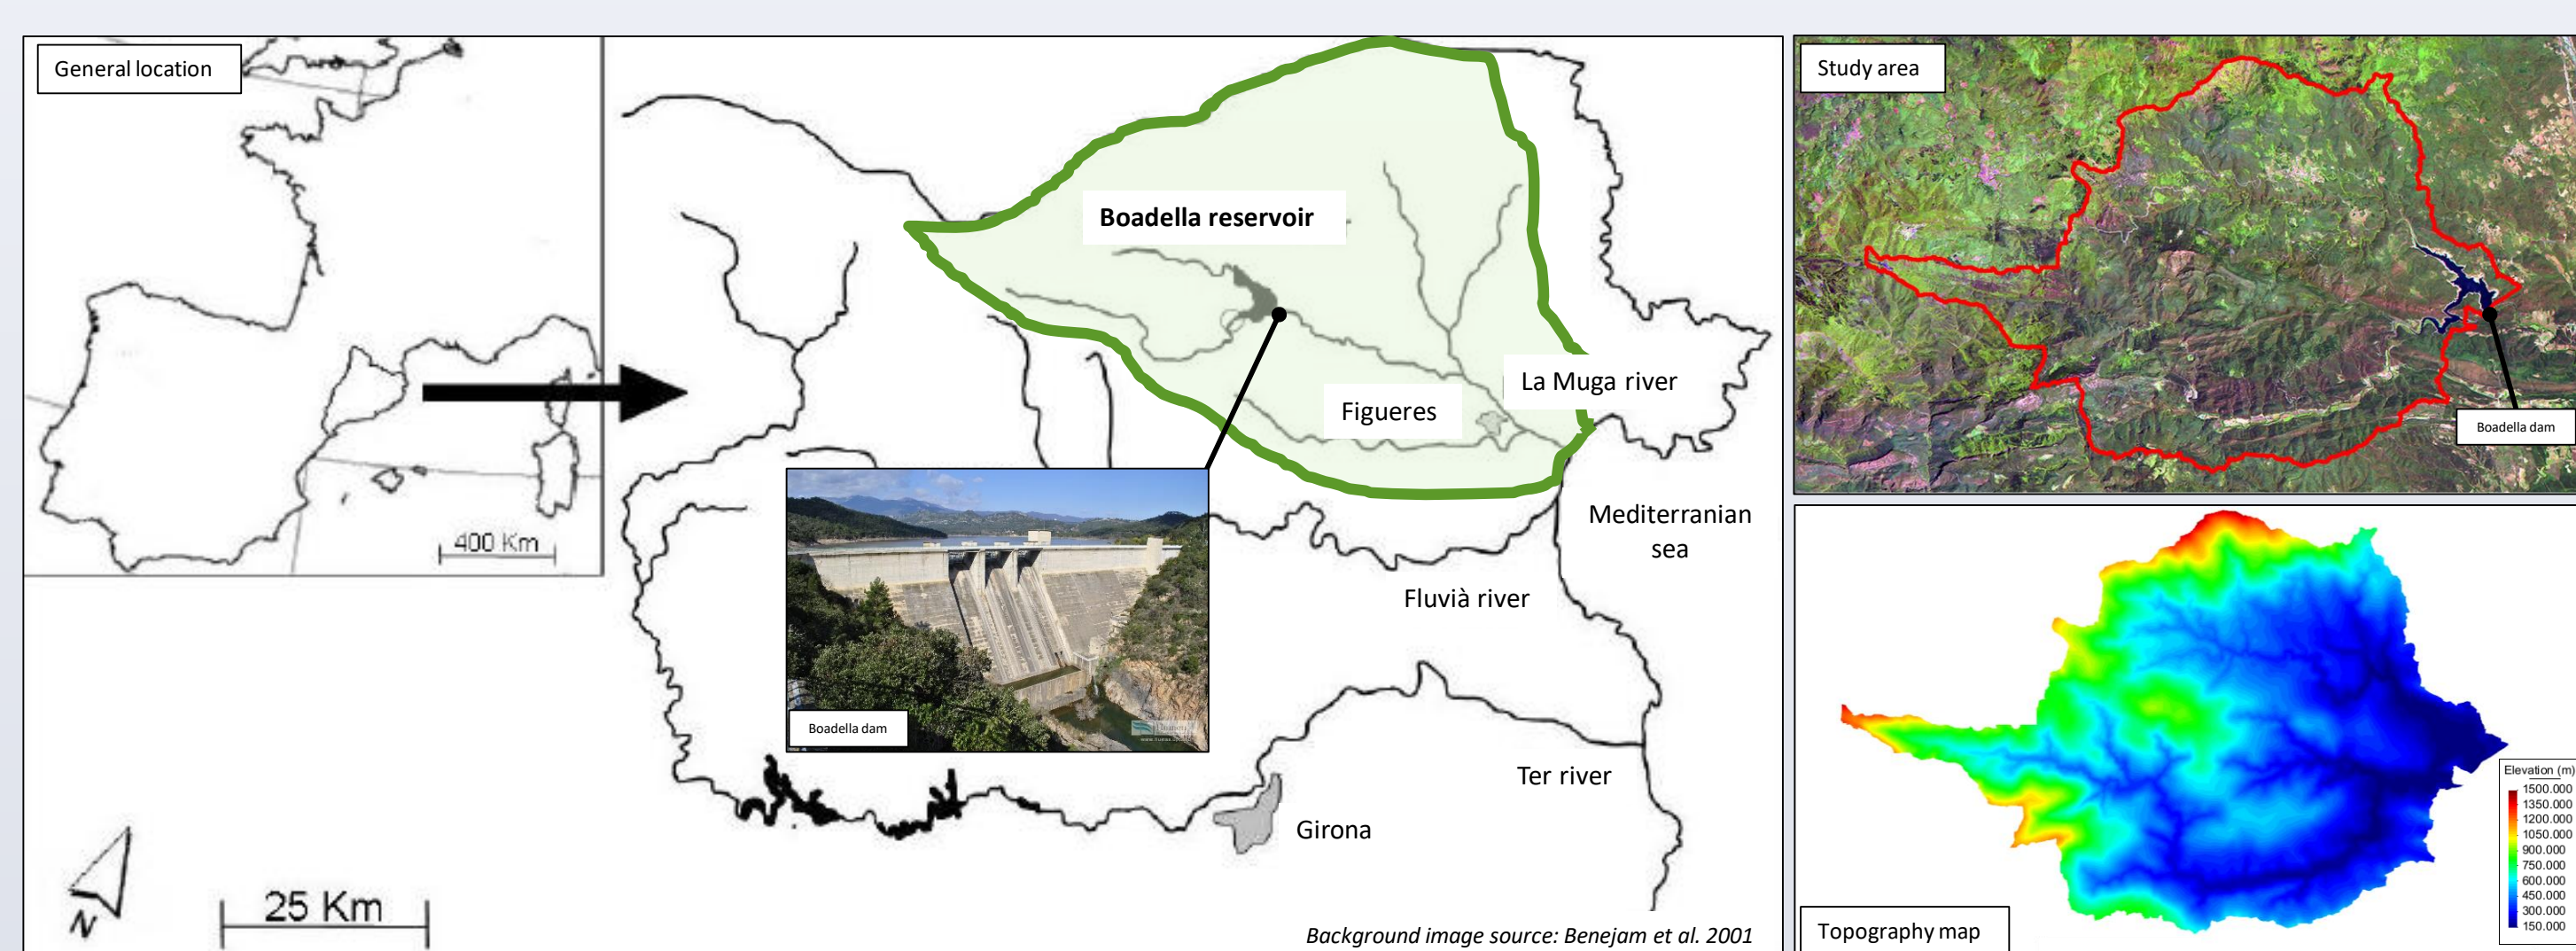 General location
400 Km
Boadella reservoir
La Muga river
Figueres
Mediterranian
sea
Fluvià river
Boadella dam
Ter river
Girona
N
25 Km
Background image source: Benejam et al. 2001
Study area
Boadella dam
Elevation (m)
1500.000
1350.000
1200.000
1050.000
900.000
750.000
600.000
450.000
300.000
150.000
Topography map